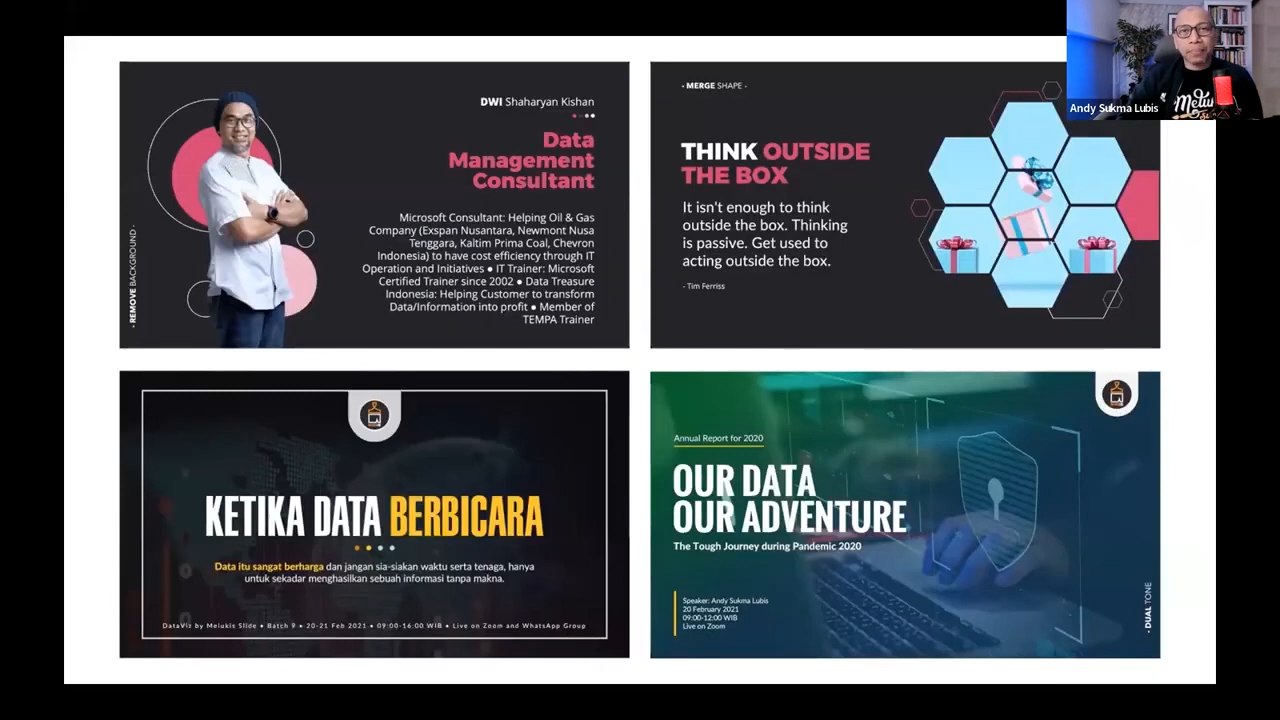 DWI Shaharyan Kishan
Data
Management
Consultant
Microsoft Consultant: Helping Oil & Gas
Company (Exspan Nusantara, Newmont Nusa
Tenggara, Kaltim Prima Coal, Chevron
Indonesia) to have cost efficiency through IT
Operation and Initiatives ● IT Trainer: Microsoft
Certified Trainer since 2002 ● Data Treasure
Indonesia: Helping Customer to transform
Data/Information into profit ● Member of
TEMPA Trainer
- REMOVE BACKGROUND -
- MERGE SHAPE -
THINK OUTSIDE
THE BOX
It isn't enough to think
outside the box. Thinking
is passive. Get used to
acting outside the box.
- Tim Ferriss
Andy Sukma Lubis
KETIKA DATA BERBICARA
Data itu sangat berharga dan jangan sia-siakan waktu serta tenaga, hanya
untuk sekadar menghasilkan sebuah informasi tanpa makna.
DataViz by Melukis Slide • Batch 9 • 20-21 Feb 2021 • 09:00-16:00 WIB • Live on Zoom and WhatsApp Group
Annual Report for 2020
OUR DATA
OUR ADVENTURE
The Tough Journey during Pandemic 2020
Speaker: Andy Sukma Lubis
20 February 2021
09:00-12:00 WIB
Live on Zoom
- DUAL TONE